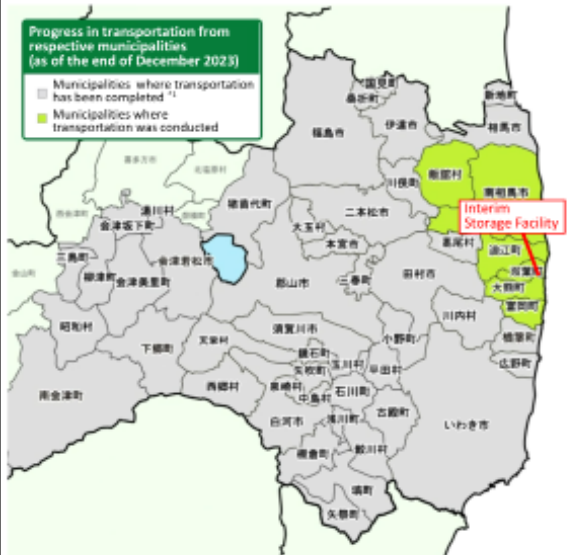 Progress in transportation from
respective municipalities
(as of the end of December 2023)
Municipalities where transportation
has been completed *1
Municipalities where
transportation was conducted
国見町
桑折町
新地町
福島市
伊達市
相馬市
喜多方市
北塩原村
飯舘村
南相馬市
川俣町
西会津町
湯川村
猪苗代町
二本松市
Interim
Storage Facility
会津坂下町
大玉村
葛尾村
浪江町
本宮市
三島町
会津若松市
双葉町
金山町
柳津町
会津美里町
郡山市
三春町
田村市
大熊町
富岡町
川内村
昭和村
須賀川市
小野町
楢葉町
下郷町
天栄村
鏡石町
広野町
矢吹町
玉川村
平田村
南会津町
西郷村
泉崎村
石川町
中島村
古殿町
白河市
浅川町
いわき市
棚倉町
鮫川村
塙町
矢祭町